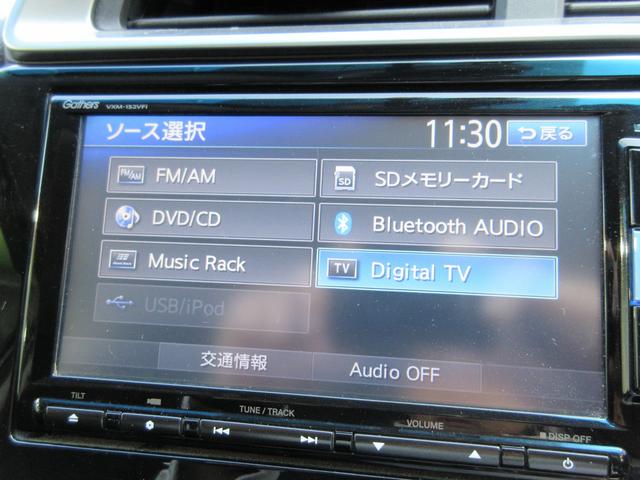 Gathers
VXM-152VFi
ソース選択
11:30
戻る
FM/AM
FM/AM
SD
SDメモリーカード
DVD/CD
Bluetooth AUDIO
Music Rack
TV
Digital TV
USB/iPod
交通情報
Audio OFF
TILT
TUNE / TRACK
VOLUME
DISP OFF